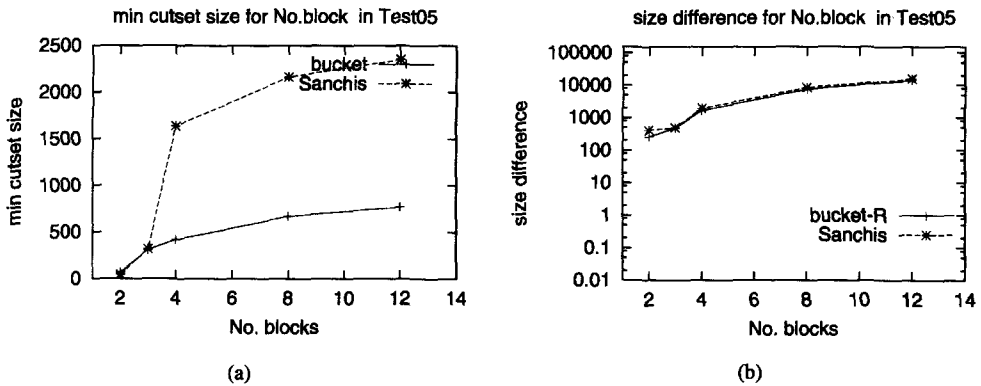 min cutset size for No.block in Test05
2500
2000
1500
1000
500
0
min cutset size
bucket
Sanchis
2 4 6 8 10 12 14
No. blocks
(a)
size difference for No.block in Test05
100000
10000
1000
100
10
1
0.1
0.01
size difference
bucket-R
Sanchis
2 4 6 8 10 12 14
No. blocks
(b)